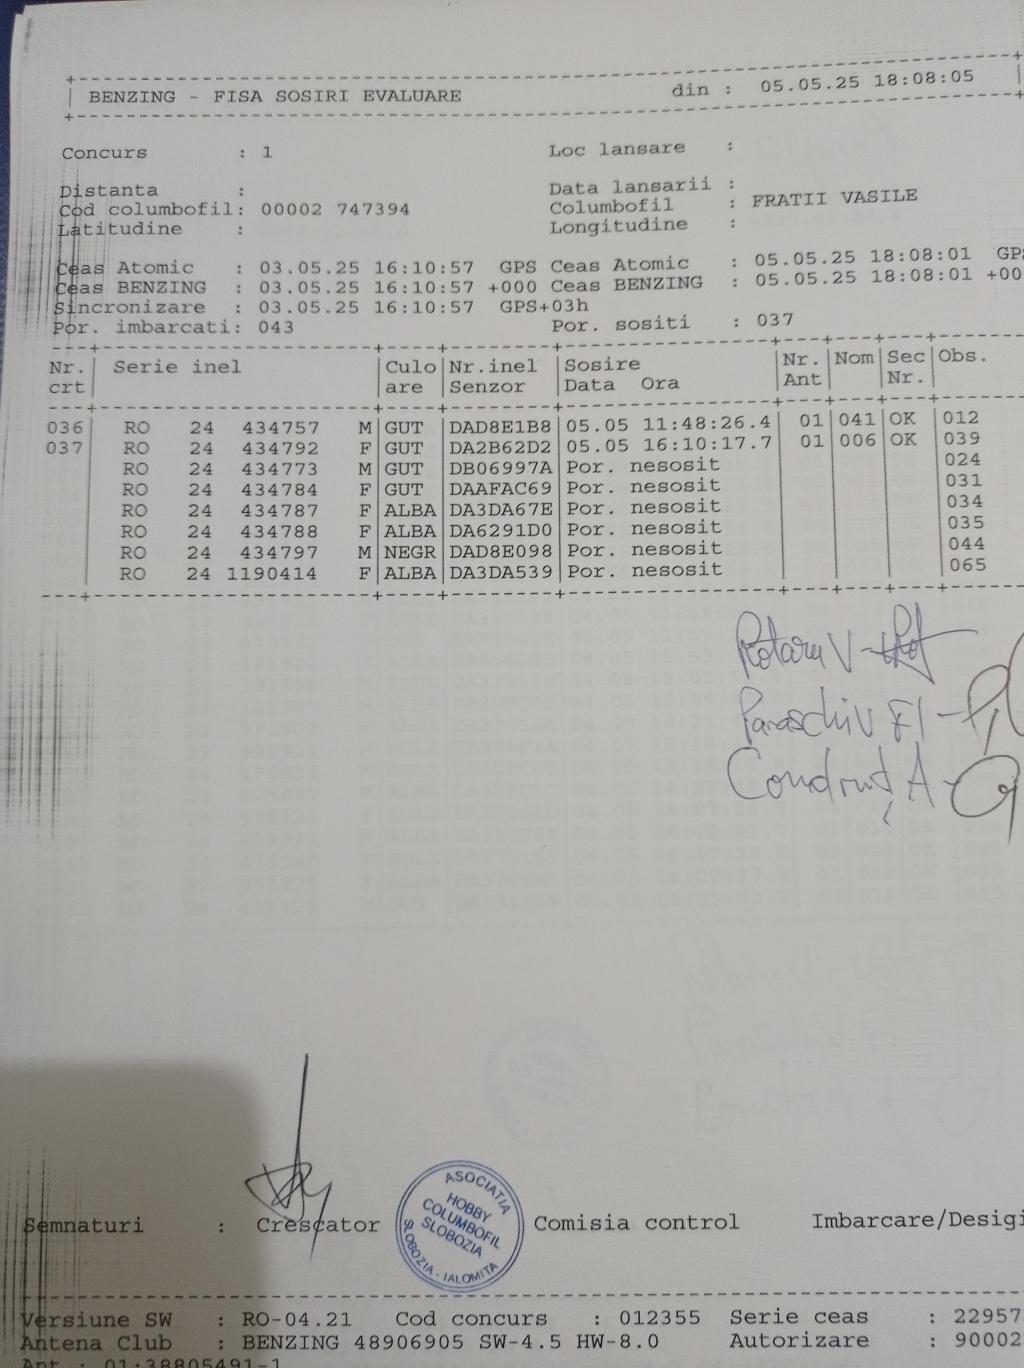 BENZING - FISA SOSIRI EVALUARE din : 05.05.25 18:08:05
Concurs : 1 Loc lansare :
Distanta : Data lansarii :
Cod columbofil: 00002 747394 Columbofil : FRATII VASILE
Latitudine : Longitudine :
Ceas Atomic : 03.05.25 16:10:57 GPS Ceas Atomic : 05.05.25 18:08:01 GPS
Ceas BENZING : 03.05.25 16:10:57 +000 Ceas BENZING : 05.05.25 18:08:01 +00
Sincronizare : 03.05.25 16:10:57 GPS+03h
Por. imbarcati: 043 Por. sositi : 037
Nr. Serie inel Culo Nr.inel Sosire Nr. Nom Sec Obs.
crt are Senzor Data Ora Ant Nr.
036 RO 24 434757 M GUT DAD8E1B8 05.05 11:48:26.4 01 041 OK 012
037 RO 24 434792 F GUT DA2B62D2 05.05 16:10:17.7 01 006 OK 039
RO 24 434773 M GUT DB06997A Por. nesosit 024
RO 24 434784 F GUT DAAFAC69 Por. nesosit 031
RO 24 434787 F ALBA DA3DA67E Por. nesosit 034
RO 24 434788 F ALBA DA6291D0 Por. nesosit 035
RO 24 434797 M NEGR DAD8E098 Por. nesosit 044
RO 24 1190414 F ALBA DA3DA539 Por. nesosit 065
Rotaru V -
Paraschiv Fl -
Condruț A -
ASOCIATIA
HOBBY
COLUMBOFIL
SLOBOZIA
SLOBOZIA - IALOMITA
Semnaturi : Crescator Comisia control Imbarcare/Desigi
Versiune SW : RO-04.21 Cod concurs : 012355 Serie ceas : 22957
Antena Club : BENZING 48906905 SW-4.5 HW-8.0 Autorizare : 90002
Ant : 01:38805491-1